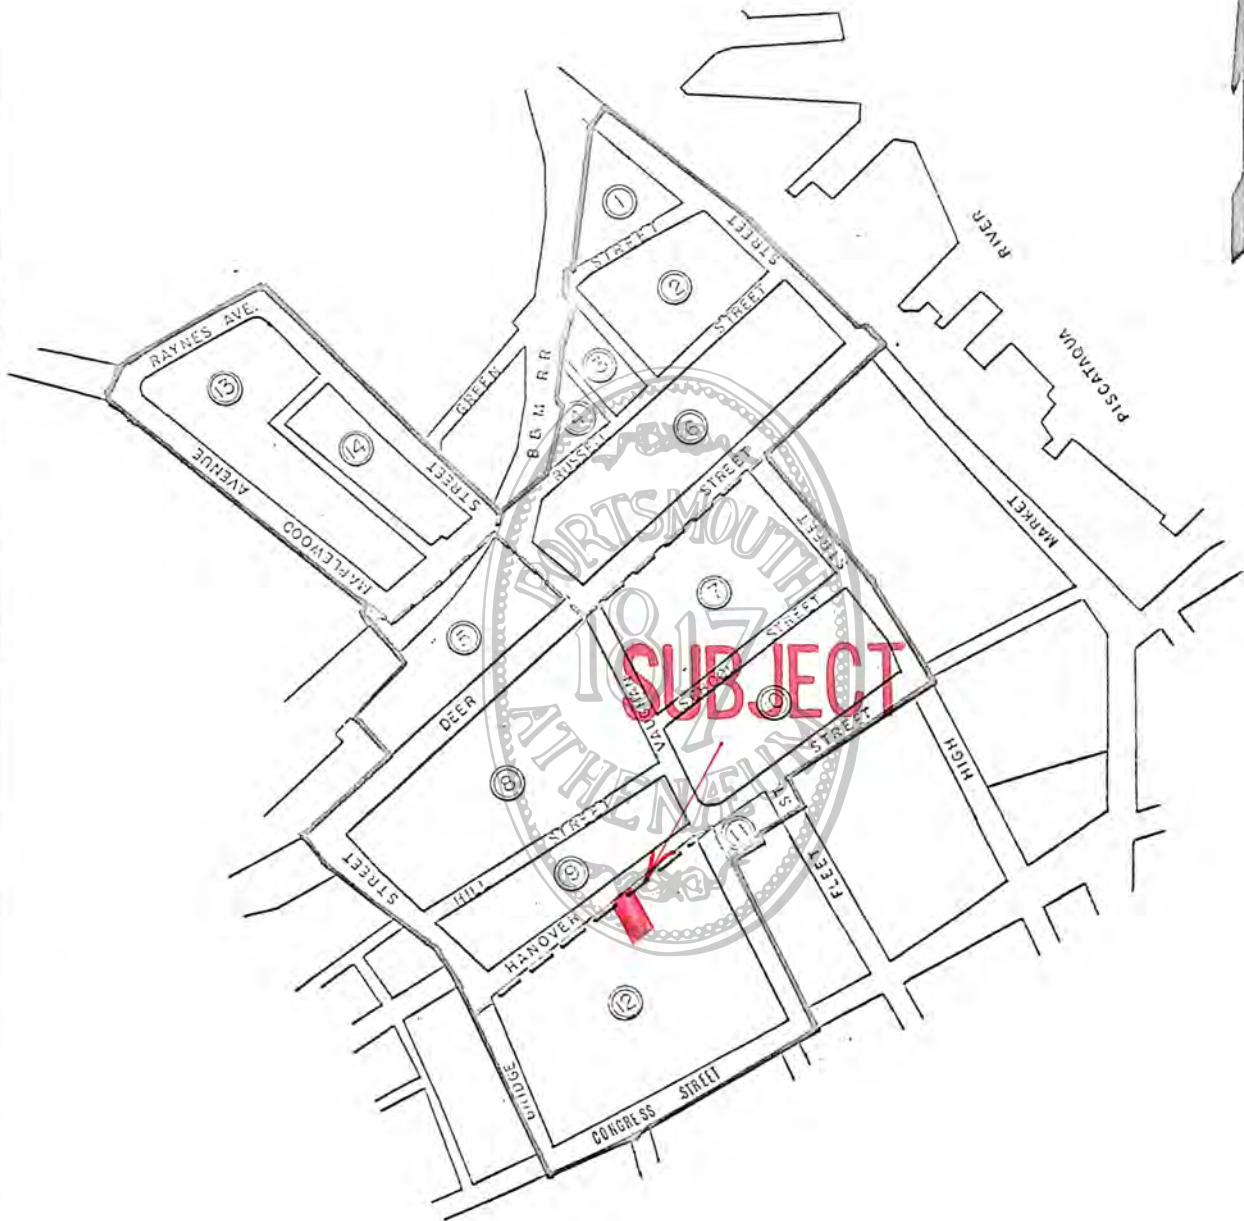 RIVER
PISCATAQUA
STREET
1
STREET
2
STREET
RAYNES AVE.
13
GREEN
B & M R R
3
4
RUSSELL
6
14
STREET
MAPLEWOOD
AVENUE
STREET
MARKET
STREET
7
STREET
5
DEER
VAUGHAN
SUBJECT
10
STREET
HIGH
8
STREET
HILL
9
STREET
HANOVER
11
ST
FLEET
12
BRIDGE
CONGRESS STREET
PORTSMOUTH
1817
ATHENÆUM